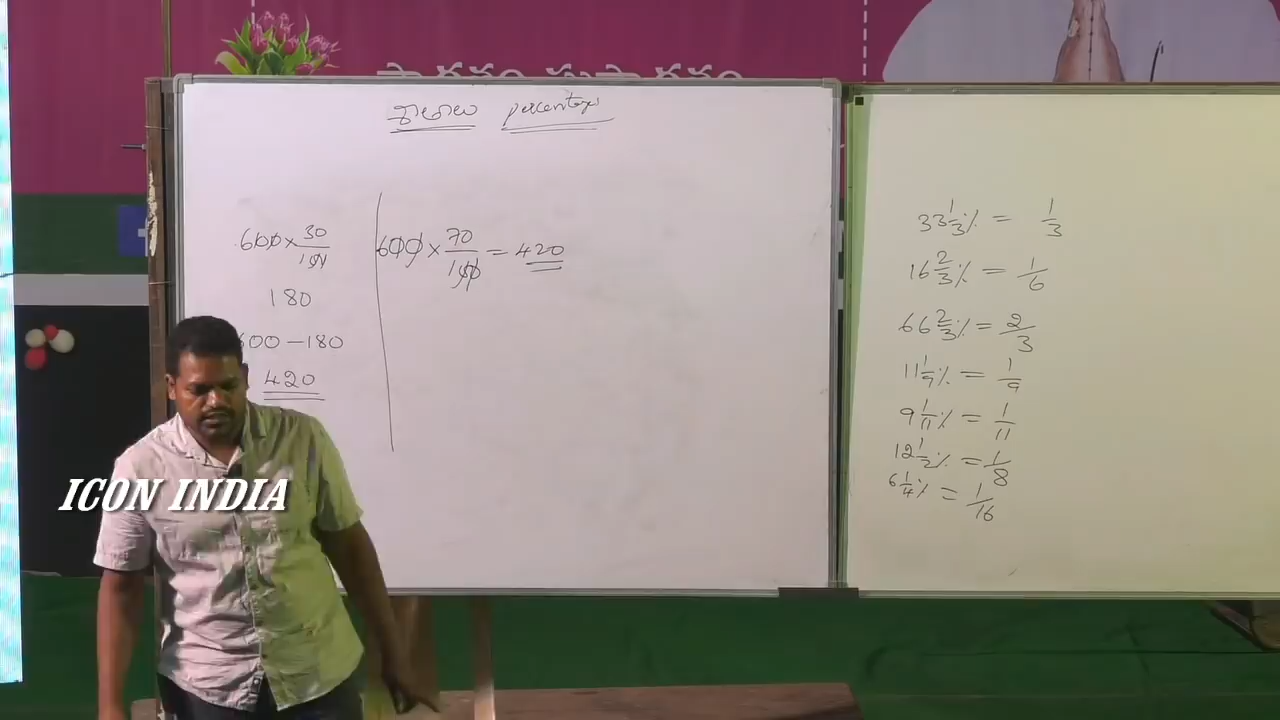 శాతాలు percentages
600 × 30/100
180
600 – 180
420
600 × 70/100 = 420
33 1/3 % = 1/3
16 2/3 % = 1/6
66 2/3 % = 2/3
11 1/9 % = 1/9
9 1/11 % = 1/11
12 1/2 % = 1/8
6 1/4 % = 1/16
ICON INDIA